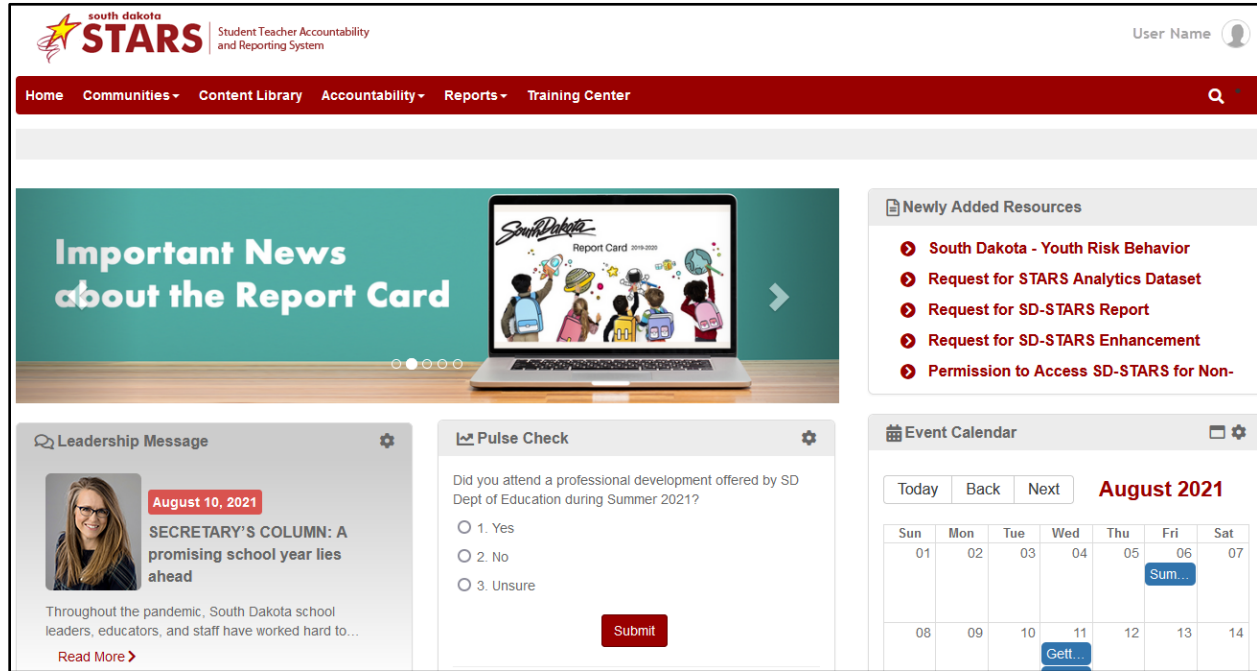 south dakota
STARS
Student Teacher Accountability
and Reporting System
User Name
Home Communities Content Library Accountability Reports Training Center
Important News
about the Report Card
South Dakota
Report Card 2019-2020
Newly Added Resources
South Dakota - Youth Risk Behavior
Request for STARS Analytics Dataset
Request for SD-STARS Report
Request for SD-STARS Enhancement
Permission to Access SD-STARS for Non-
Leadership Message
August 10, 2021
SECRETARY'S COLUMN: A
promising school year lies
ahead
Throughout the pandemic, South Dakota school
leaders, educators, and staff have worked hard to…
Read More
Pulse Check
Did you attend a professional development offered by SD
Dept of Education during Summer 2021?
1. Yes
2. No
3. Unsure
Submit
Event Calendar
Today Back Next August 2021
Sun Mon Tue Wed Thu Fri Sat
01 02 03 04 05 06 07
Sum…
08 09 10 11 12 13 14
Gett…